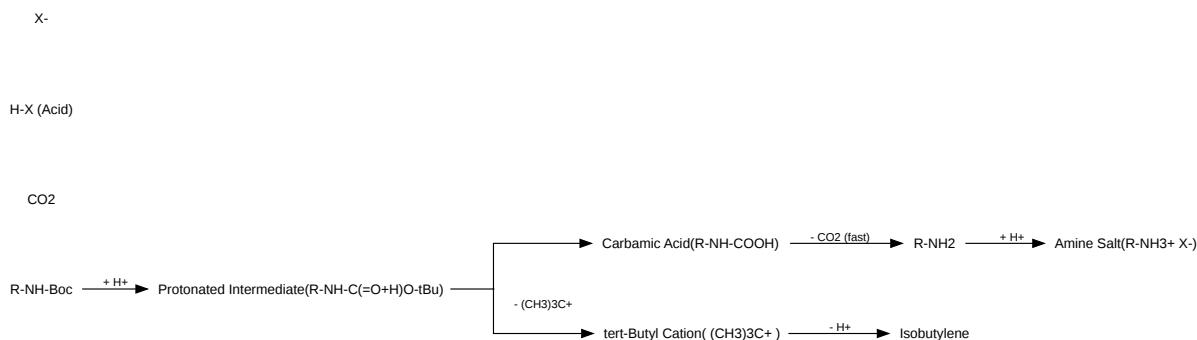 X-
H-X (Acid)
CO2
Carbamic Acid(R-NH-COOH)
- CO2 (fast)
R-NH2
+ H+
Amine Salt(R-NH3+ X-)
R-NH-Boc
+ H+
Protonated Intermediate(R-NH-C(=O+H)O-tBu)
- (CH3)3C+
tert-Butyl Cation( (CH3)3C+ )
- H+
Isobutylene